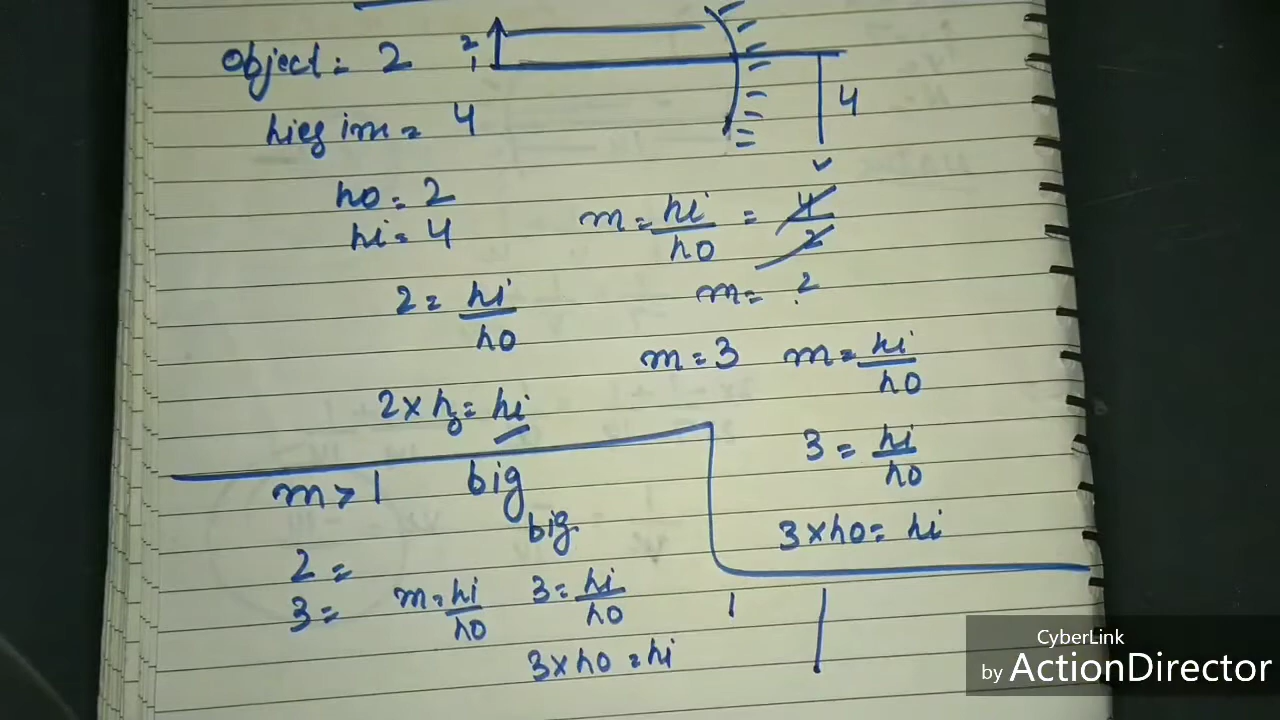 object = 2
2
1
4
hieg im = 4
ho = 2
hi = 4
m = hi/ho = 4/2
m = 2
2 = hi/ho
m = 3 m = hi/ho
2 × ho = hi
3 = hi/ho
3 × ho = hi
m > 1 big
big
2 =
3 = m = hi/ho 3 = hi/ho
3 × ho = hi
CyberLink
by ActionDirector